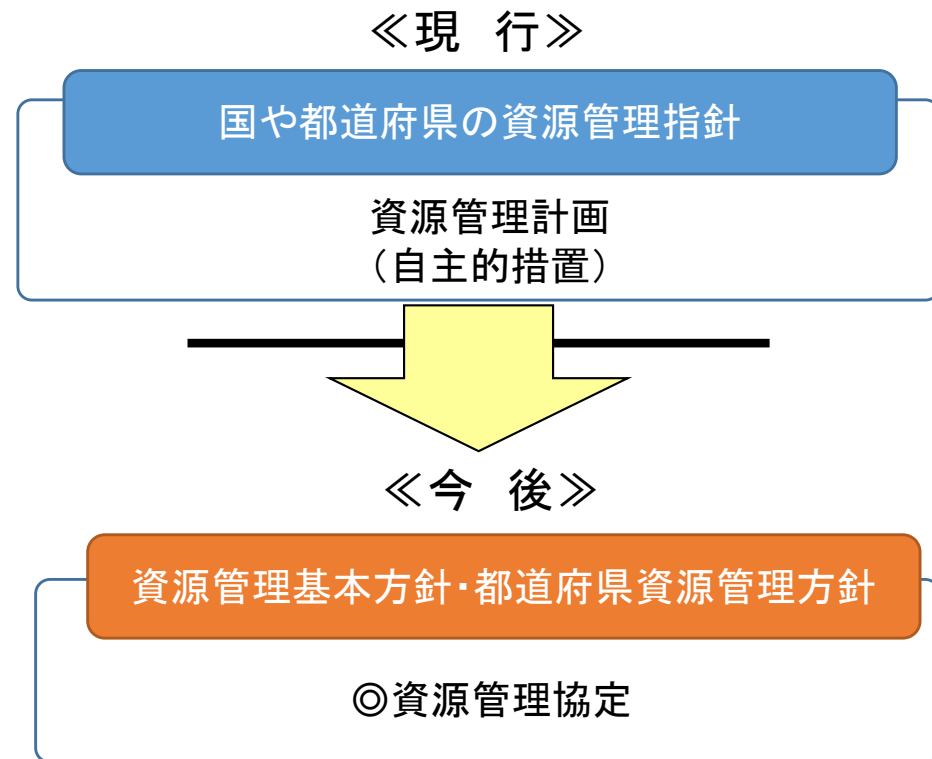 ≪現　行≫
国や都道府県の資源管理指針
資源管理計画
（自主的措置）
≪今　後≫
資源管理基本方針・都道府県資源管理方針
◎資源管理協定